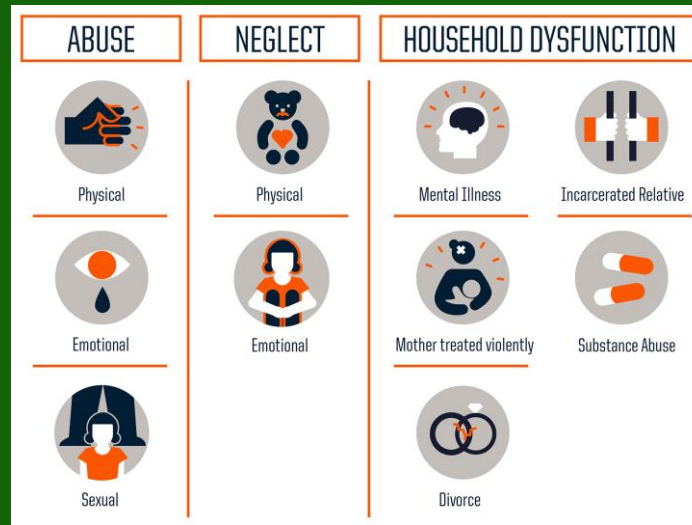 ABUSE
NEGLECT
HOUSEHOLD DYSFUNCTION
Physical
Physical
Mental Illness
Incarcerated Relative
Emotional
Emotional
Mother treated violently
Substance Abuse
Sexual
Divorce